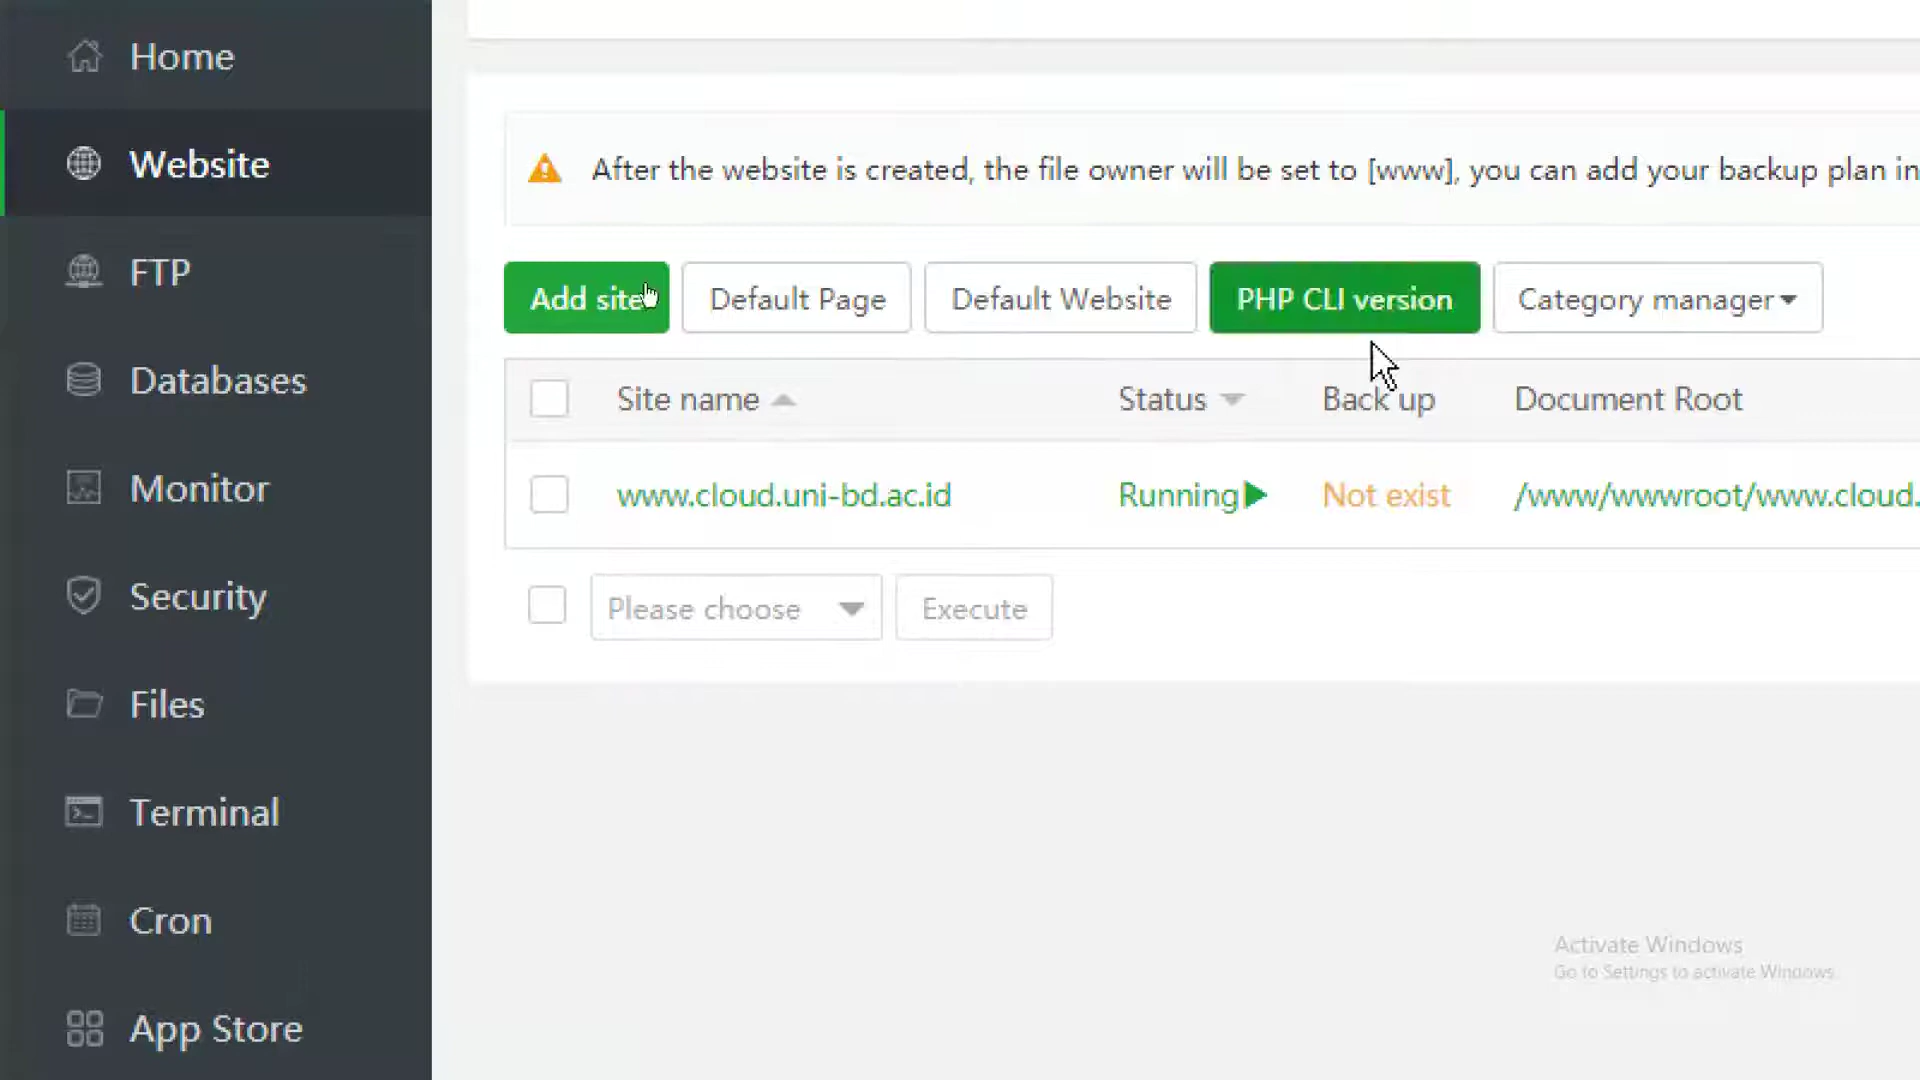 Home
Website
FTP
Databases
Monitor
Security
Files
Terminal
Cron
App Store
After the website is created, the file owner will be set to [www], you can add your backup plan in
Add site
Default Page
Default Website
PHP CLI version
Category manager
Site name
Status
Back up
Document Root
www.cloud.uni-bd.ac.id
Running
Not exist
/www/wwwroot/www.cloud.
Please choose
Execute
Activate Windows
Go to Settings to activate Windows.